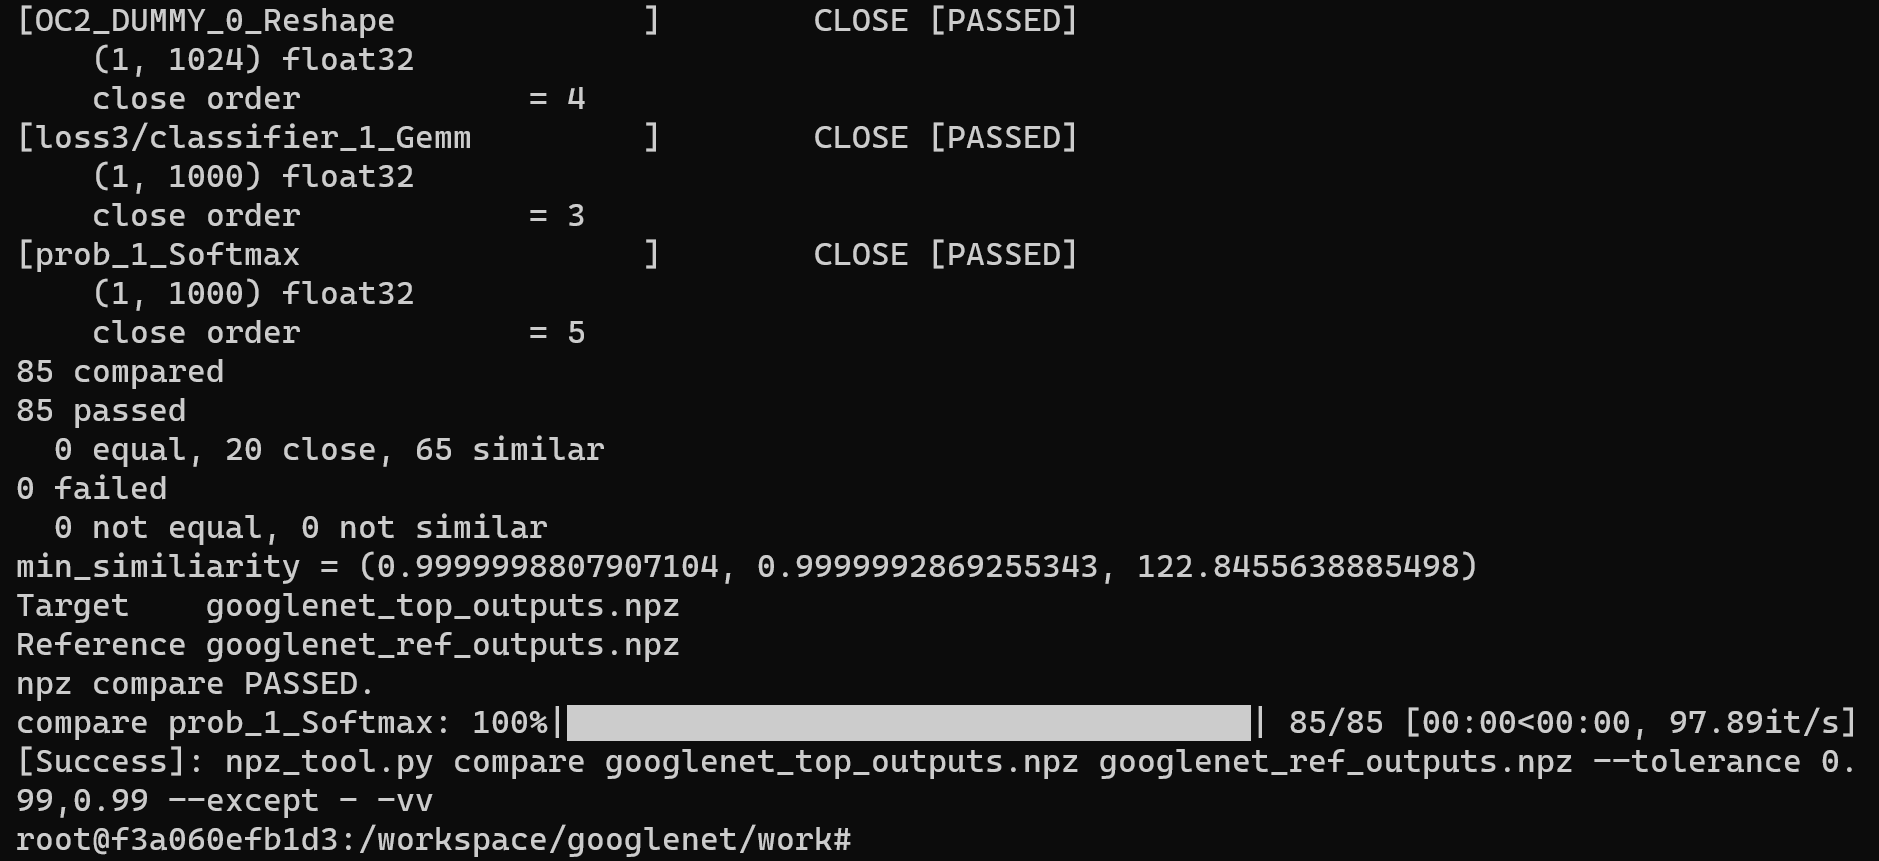 [OC2_DUMMY_0_Reshape             ]        CLOSE [PASSED]
    (1, 1024) float32
    close order            = 4
[loss3/classifier_1_Gemm         ]        CLOSE [PASSED]
    (1, 1000) float32
    close order            = 3
[prob_1_Softmax                  ]        CLOSE [PASSED]
    (1, 1000) float32
    close order            = 5
85 compared
85 passed
  0 equal, 20 close, 65 similar
0 failed
  0 not equal, 0 not similar
min_similiarity = (0.9999998807907104, 0.9999992869255343, 122.8455638885498)
Target    googlenet_top_outputs.npz
Reference googlenet_ref_outputs.npz
npz compare PASSED.
compare prob_1_Softmax: 100%|████████████████████████████████████| 85/85 [00:00<00:00, 97.89it/s]
[Success]: npz_tool.py compare googlenet_top_outputs.npz googlenet_ref_outputs.npz --tolerance 0.
99,0.99 --except - -vv
root@f3a060efb1d3:/workspace/googlenet/work#